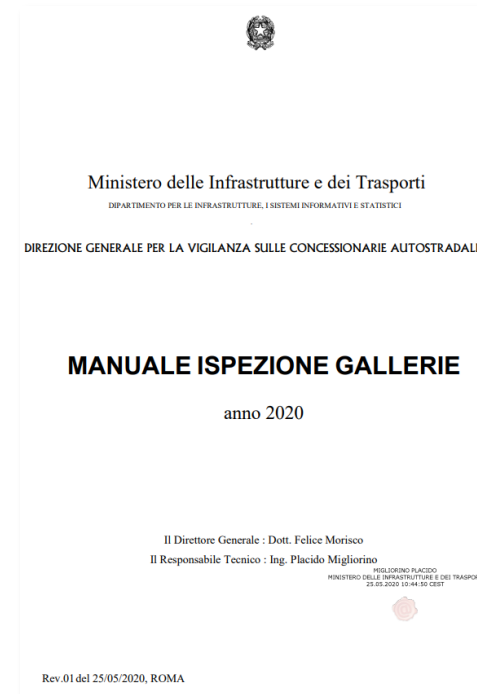 Ministero delle Infrastrutture e dei Trasporti
DIPARTIMENTO PER LE INFRASTRUTTURE, I SISTEMI INFORMATIVI E STATISTICI
DIREZIONE GENERALE PER LA VIGILANZA SULLE CONCESSIONARIE AUTOSTRADALI
MANUALE ISPEZIONE GALLERIE
anno 2020
Il Direttore Generale : Dott. Felice Morisco
Il Responsabile Tecnico : Ing. Placido Migliorino
MIGLIORINO PLACIDO
MINISTERO DELLE INFRASTRUTTURE E DEI TRASPOR
25.05.2020 10:44:50 CEST
Rev.01 del 25/05/2020, ROMA